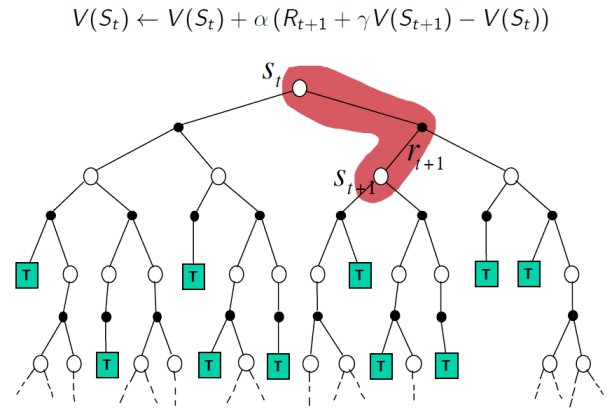 V(S_t) ← V(S_t) + α (R_{t+1} + γV(S_{t+1}) − V(S_t))
s_t
r_{t+1}
s_{t+1}
T T T T T
T T T T T